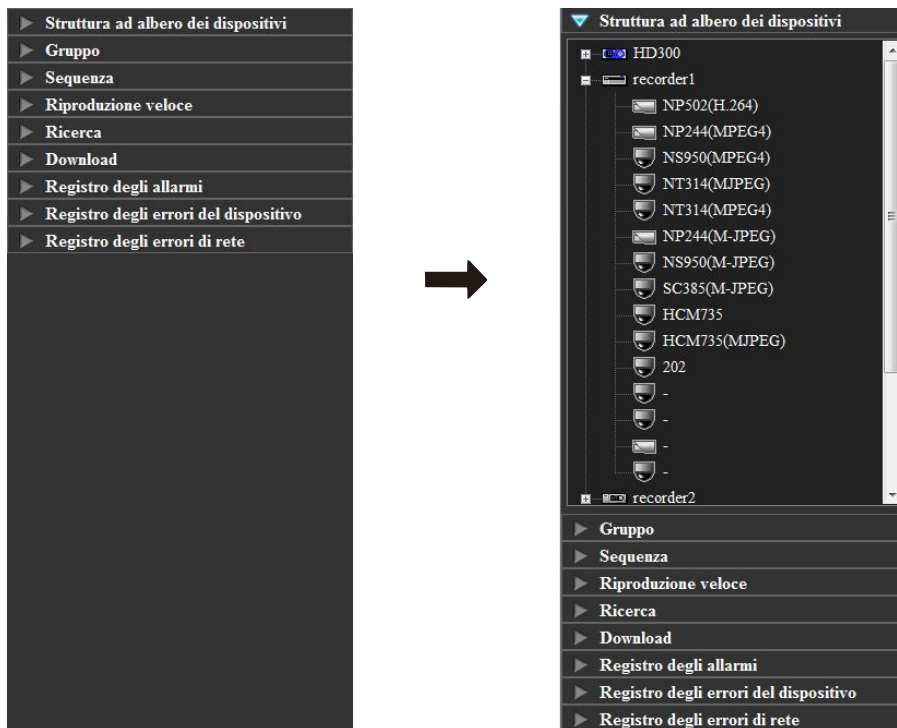 Struttura ad albero dei dispositivi
Gruppo
Sequenza
Riproduzione veloce
Ricerca
Download
Registro degli allarmi
Registro degli errori del dispositivo
Registro degli errori di rete
Struttura ad albero dei dispositivi
HD300
recorder1
NP502(H.264)
NP244(MPEG4)
NS950(MPEG4)
NT314(MJPEG)
NT314(MPEG4)
NP244(M-JPEG)
NS950(M-JPEG)
SC385(M-JPEG)
HCM735
HCM735(MJPEG)
202
-
-
-
-
recorder2
Gruppo
Sequenza
Riproduzione veloce
Ricerca
Download
Registro degli allarmi
Registro degli errori del dispositivo
Registro degli errori di rete